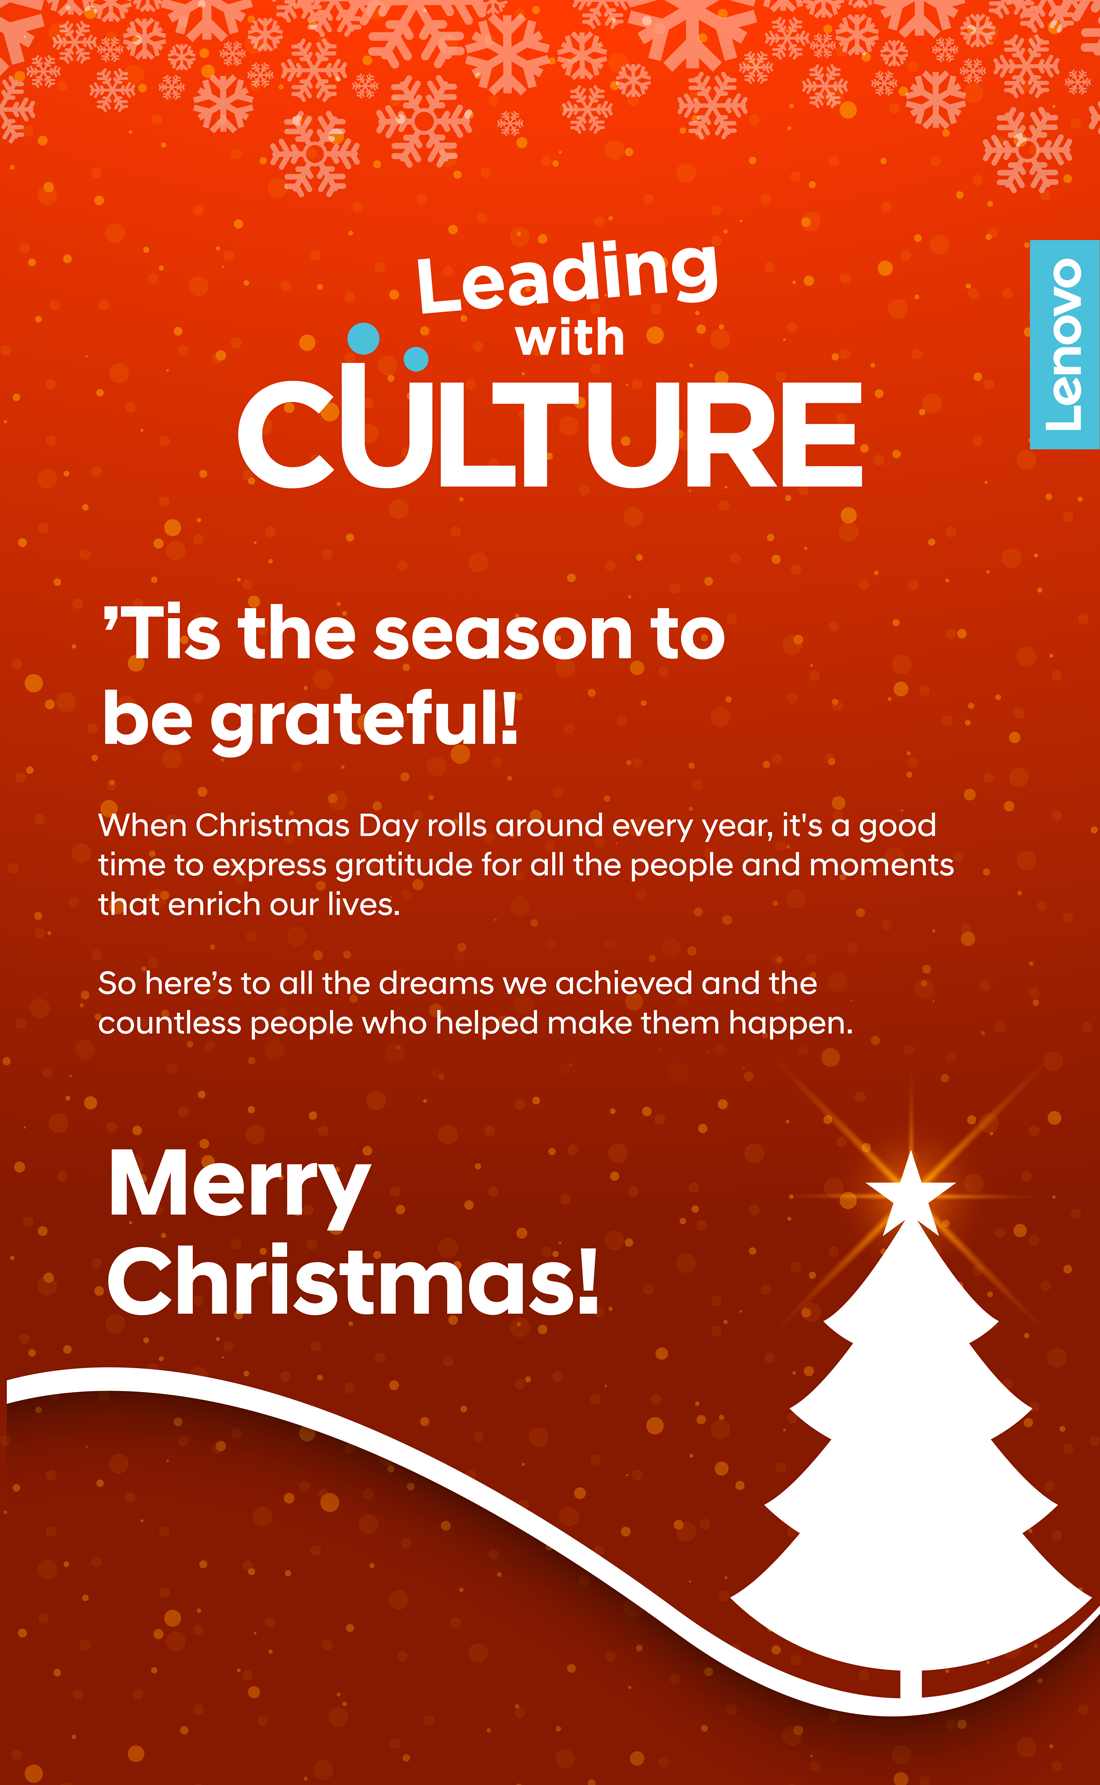 Leading
with
CULTURE
Lenovo
’Tis the season to
be grateful!
When Christmas Day rolls around every year, it's a good
time to express gratitude for all the people and moments
that enrich our lives.
So here’s to all the dreams we achieved and the
countless people who helped make them happen.
Merry
Christmas!